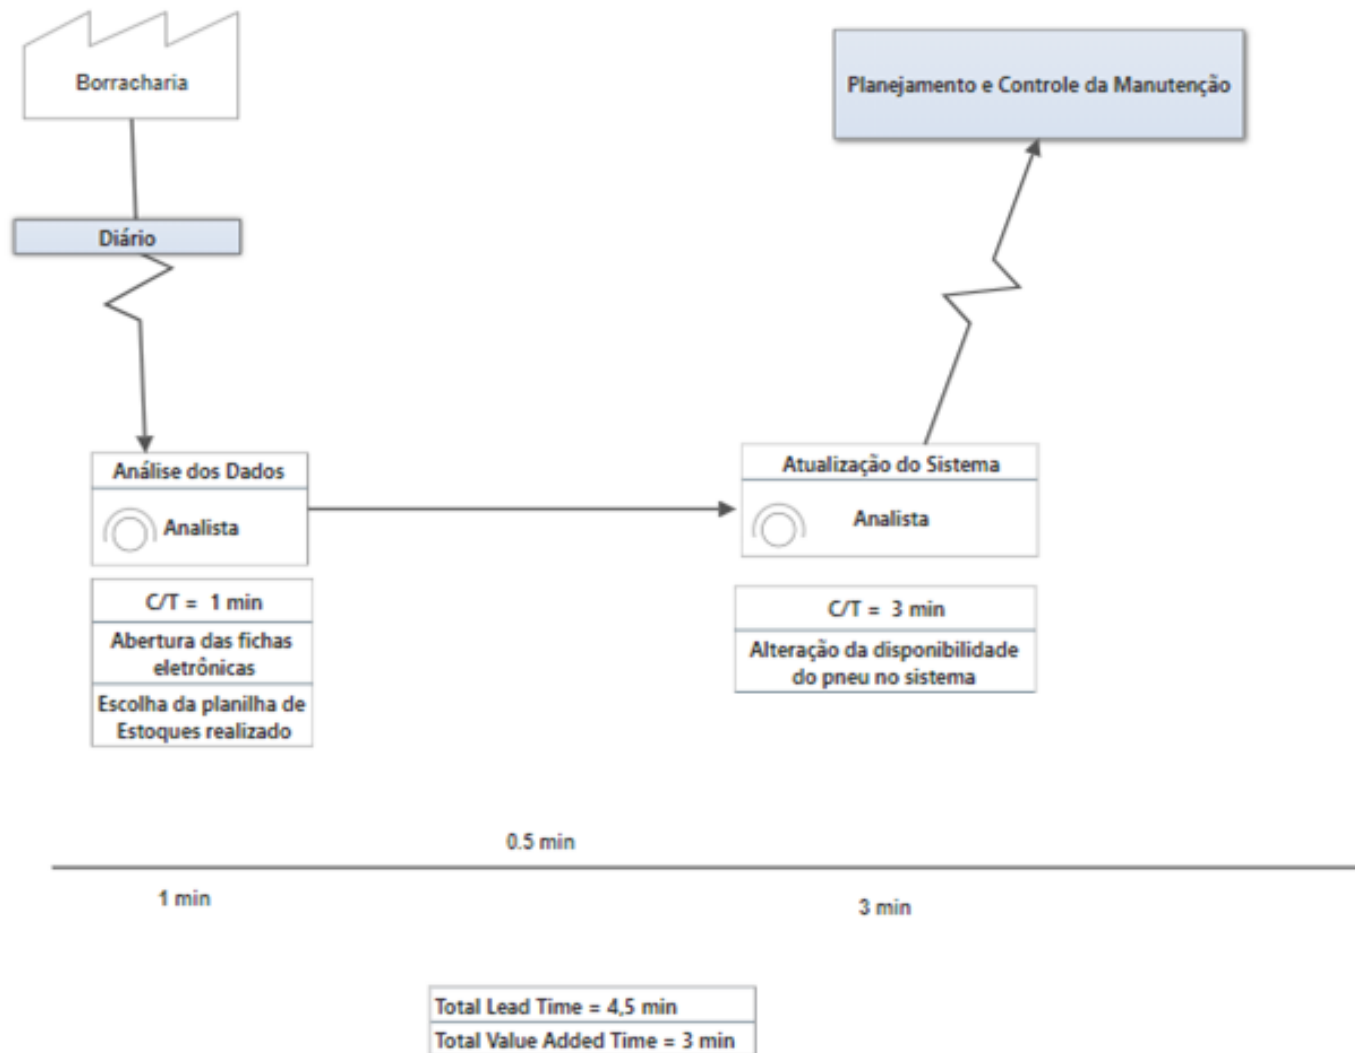 Borracharia
Planejamento e Controle da Manutenção
Diário
Análise dos Dados
Analista
C/T = 1 min
Abertura das fichas
eletrônicas
Escolha da planilha de
Estoques realizado
Atualização do Sistema
Analista
C/T = 3 min
Alteração da disponibilidade
do pneu no sistema
0.5 min
1 min
3 min
Total Lead Time = 4,5 min
Total Value Added Time = 3 min